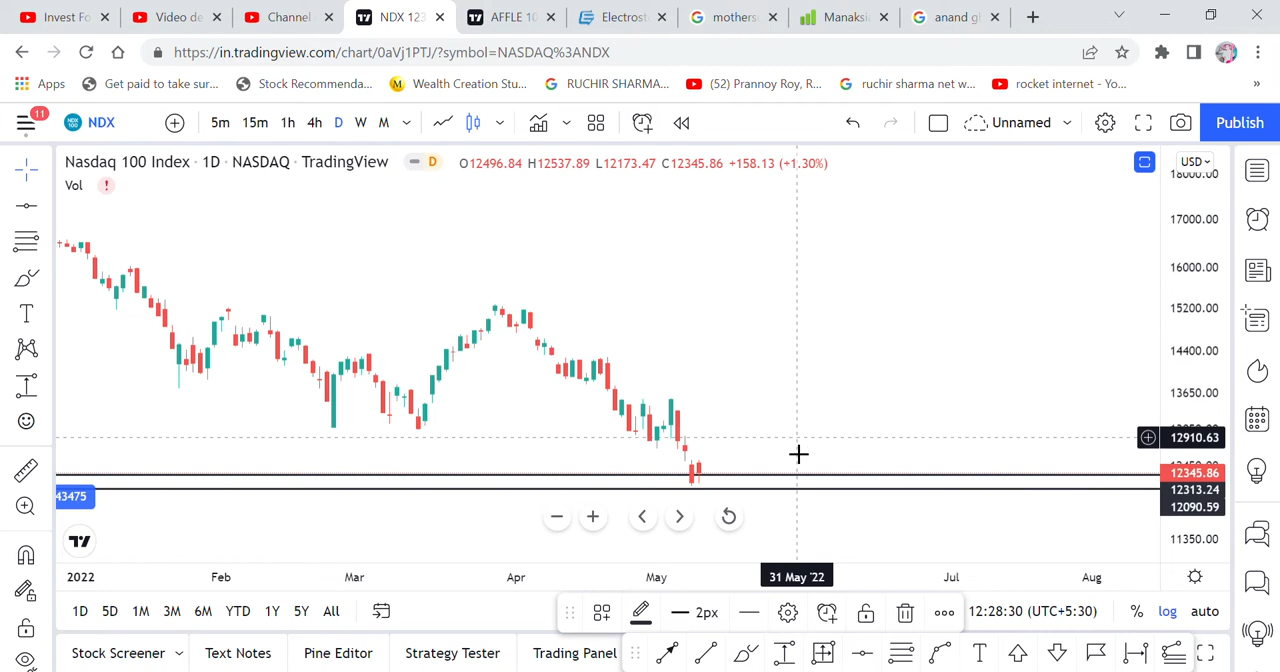 Invest Fo
Video de
Channel
NDX 123
AFFLE 10
Electrost
mothers
Manaksi
anand gl
https://in.tradingview.com/chart/0aVj1PTJ/?symbol=NASDAQ%3ANDX
Apps
Get paid to take sur...
Stock Recommenda...
Wealth Creation Stu...
RUCHIR SHARMA...
(52) Prannoy Roy, R...
ruchir sharma net w...
rocket internet - Yo...
»
11
NDX
5m 15m 1h 4h D W M
Unnamed
Publish
Nasdaq 100 Index · 1D · NASDAQ · TradingView
D
O12496.84 H12537.89 L12173.47 C12345.86 +158.13 (+1.30%)
USD
Vol
18000.00
17000.00
16000.00
15200.00
14400.00
13650.00
12910.63
12345.86
12313.24
43475
12090.59
11350.00
2022 Feb Mar Apr May 31 May '22 Jul Aug
1D 5D 1M 3M 6M YTD 1Y 5Y All
2px
12:28:30 (UTC+5:30)
% log auto
Stock Screener
Text Notes
Pine Editor
Strategy Tester
Trading Panel